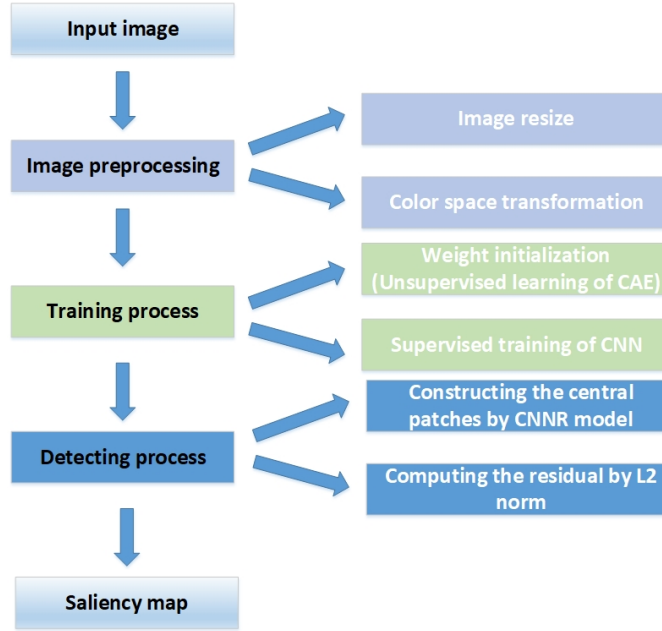 Input image
Image preprocessing
Image resize
Color space transformation
Training process
Weight initialization
(Unsupervised learning of CAE)
Supervised training of CNN
Detecting process
Constructing the central
patches by CNNR model
Computing the residual by L2
norm
Saliency map